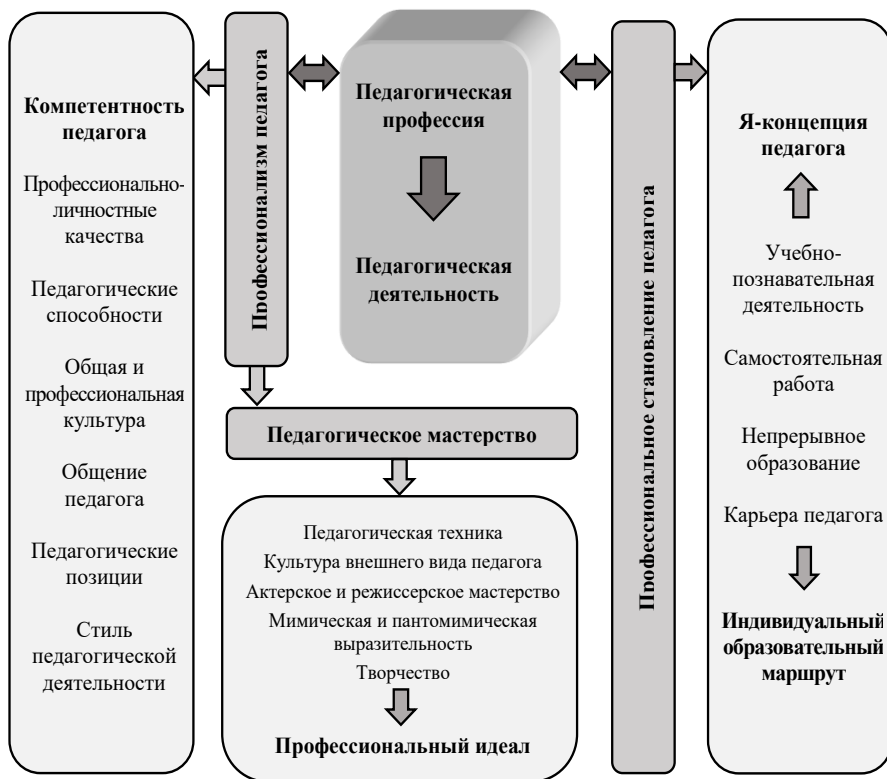 Компетентность
педагога
Профессионально-
личностные
качества
Педагогические
способности
Общая и
профессиональная
культура
Общение
педагога
Педагогические
позиции
Стиль
педагогической
деятельности
Профессионализм педагога
Педагогическая
профессия
Педагогическая
деятельность
Педагогическое мастерство
Педагогическая техника
Культура внешнего вида педагога
Актерское и режиссерское мастерство
Мимическая и пантомимическая
выразительность
Творчество
Профессиональный идеал
Профессиональное становление педагога
Я-концепция
педагога
Учебно-
познавательная
деятельность
Самостоятельная
работа
Непрерывное
образование
Карьера педагога
Индивидуальный
образовательный
маршрут